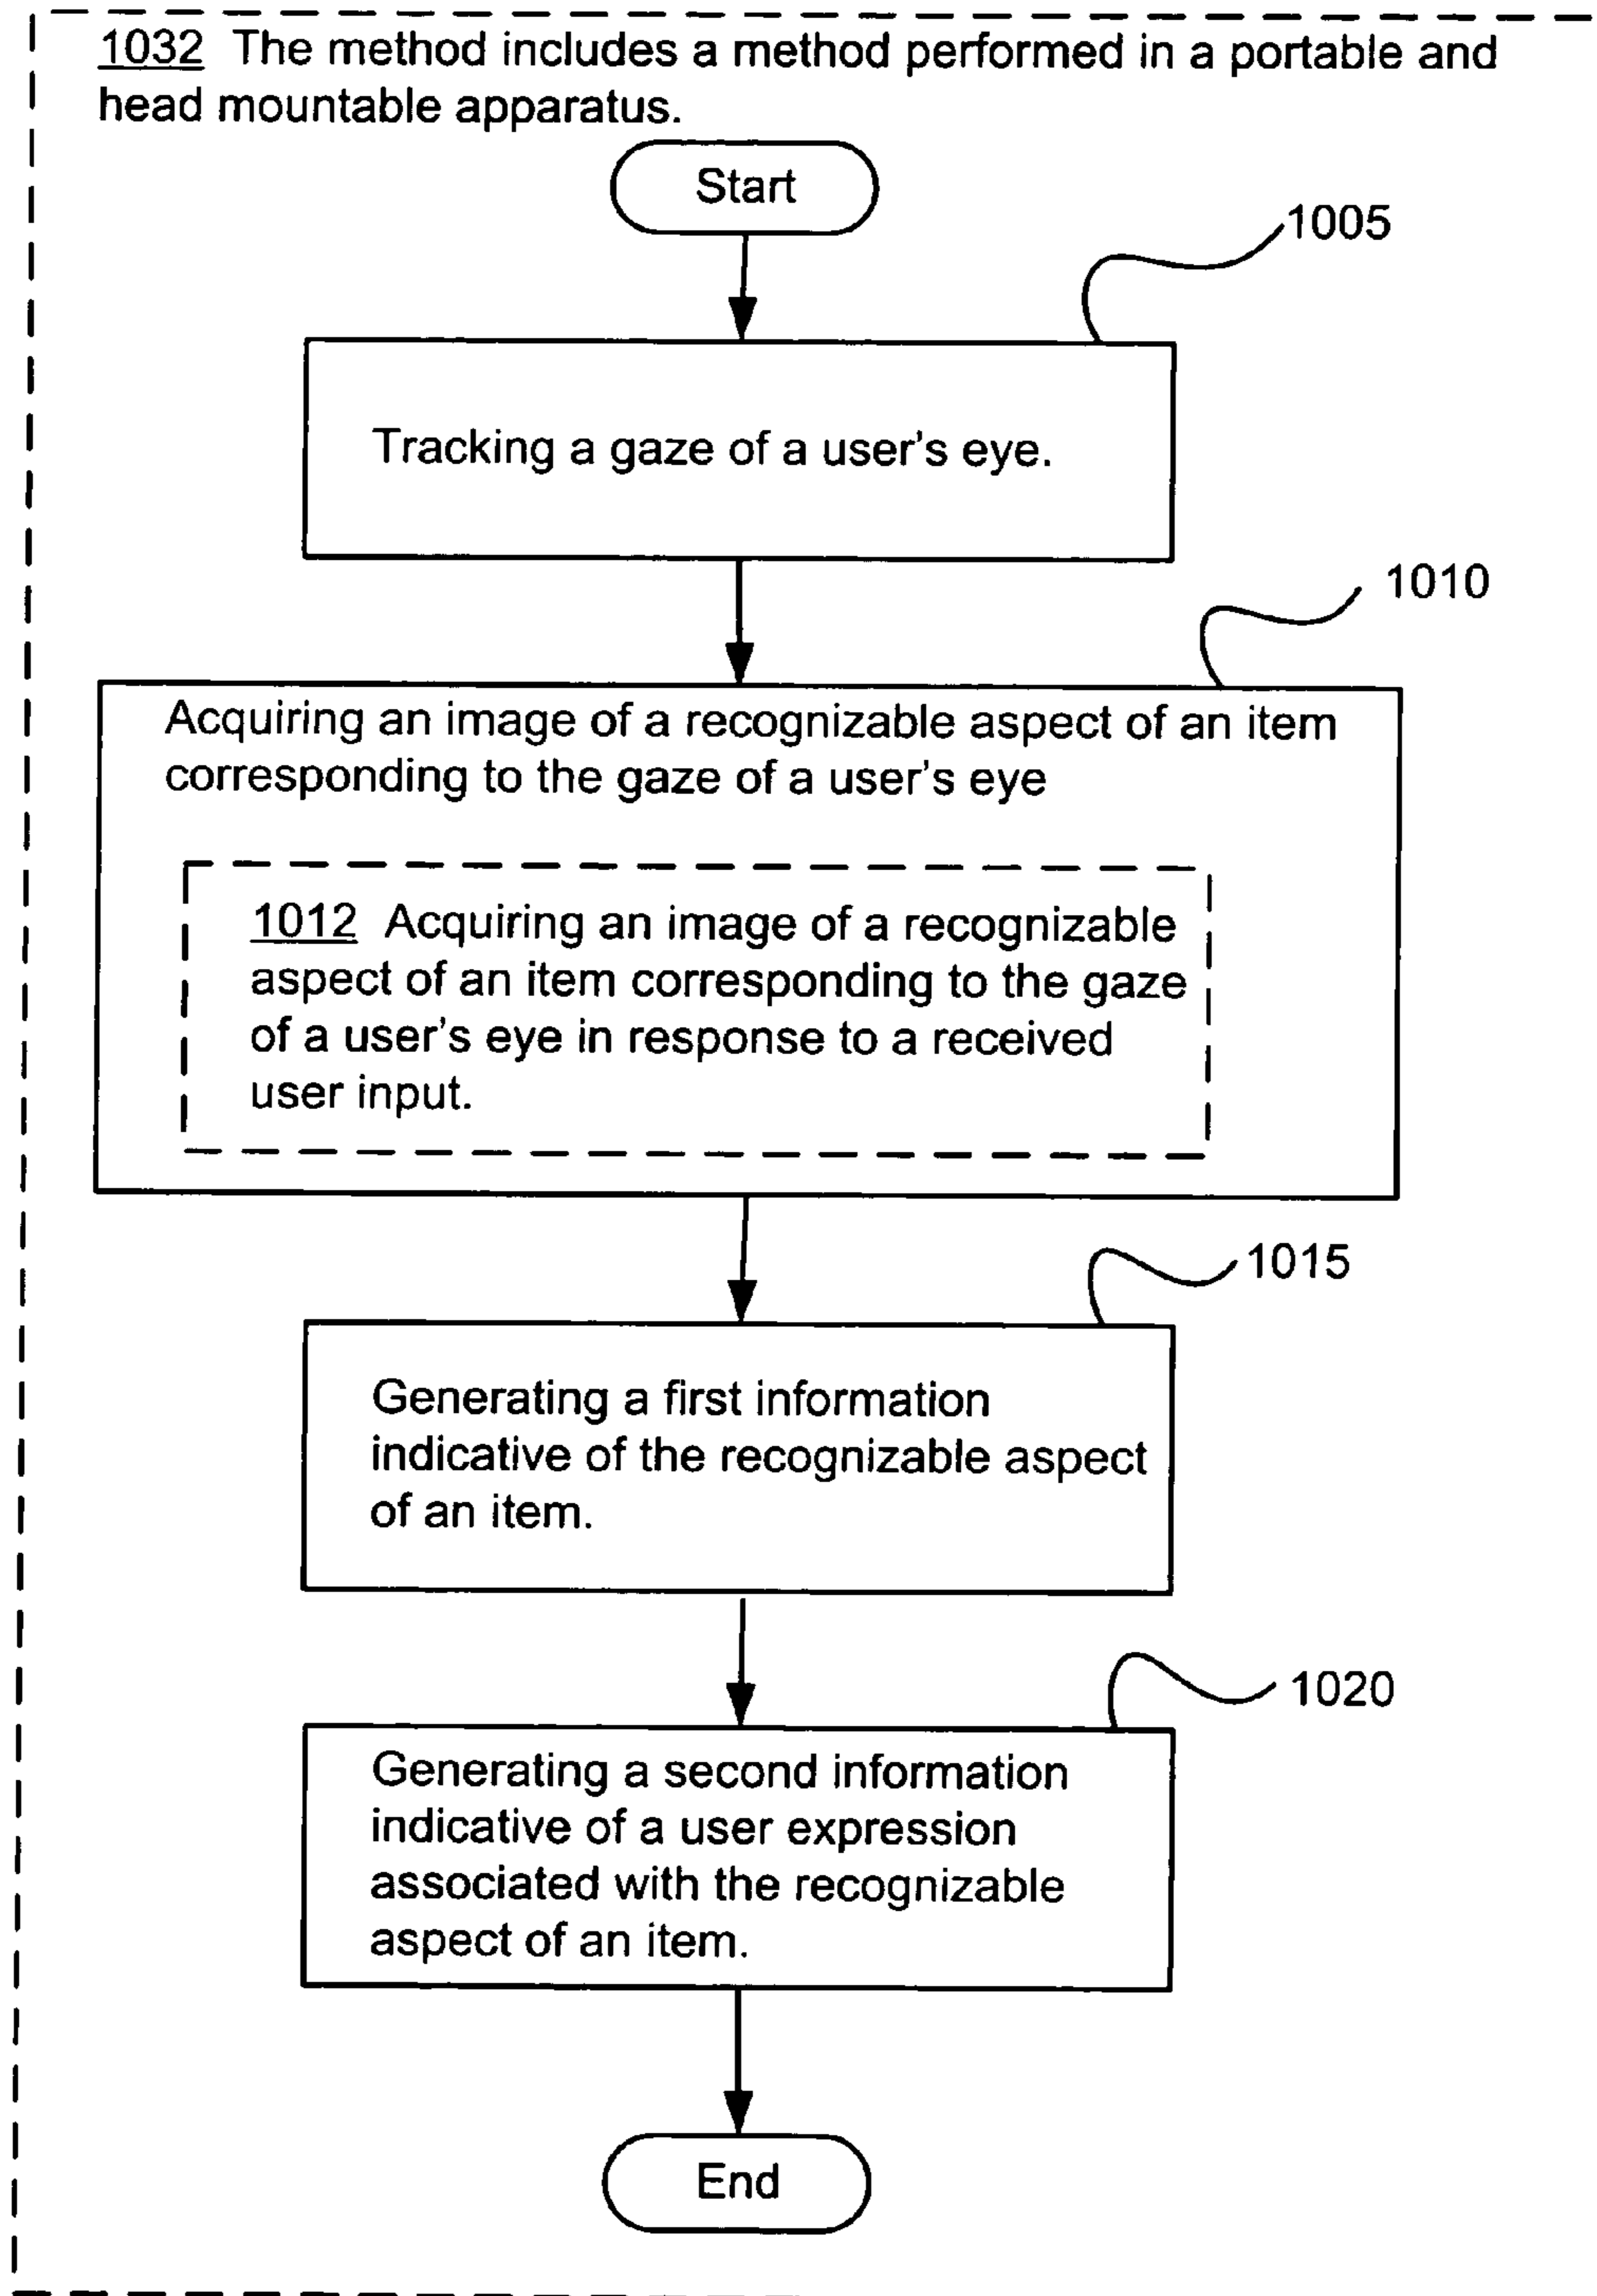 1032 The method includes a method performed in a portable and
head mountable apparatus.
Start
1005
Tracking a gaze of a user's eye.
1010
Acquiring an image of a recognizable aspect of an item
corresponding to the gaze of a user's eye
1012 Acquiring an image of a recognizable
aspect of an item corresponding to the gaze
of a user's eye in response to a received
user input.
1015
Generating a first information
indicative of the recognizable aspect
of an item.
1020
Generating a second information
indicative of a user expression
associated with the recognizable
aspect of an item.
End